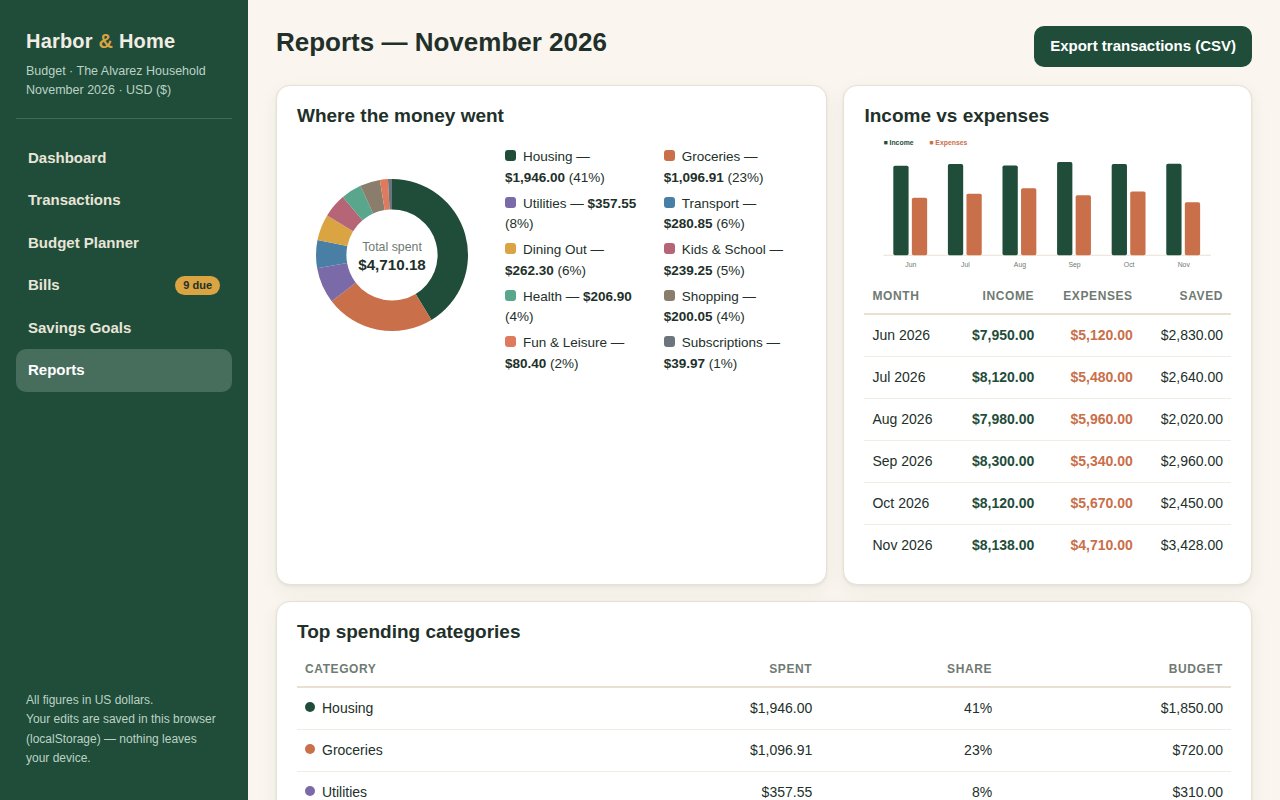 Harbor & Home
Budget · The Alvarez Household
November 2026 · USD ($)
Dashboard
Transactions
Budget Planner
Bills 9 due
Savings Goals
Reports
All figures in US dollars.
Your edits are saved in this browser
(localStorage) — nothing leaves
your device.
Reports — November 2026
Export transactions (CSV)
Where the money went
Total spent
$4,710.18
Housing —
$1,946.00 (41%)
Groceries —
$1,096.91 (23%)
Utilities — $357.55
(8%)
Transport —
$280.85 (6%)
Dining Out —
$262.30 (6%)
Kids & School —
$239.25 (5%)
Health — $206.90
(4%)
Shopping —
$200.05 (4%)
Fun & Leisure —
$80.40 (2%)
Subscriptions —
$39.97 (1%)
Income vs expenses
Income Expenses
Jun Jul Aug Sep Oct Nov
MONTH INCOME EXPENSES SAVED
Jun 2026 $7,950.00 $5,120.00 $2,830.00
Jul 2026 $8,120.00 $5,480.00 $2,640.00
Aug 2026 $7,980.00 $5,960.00 $2,020.00
Sep 2026 $8,300.00 $5,340.00 $2,960.00
Oct 2026 $8,120.00 $5,670.00 $2,450.00
Nov 2026 $8,138.00 $4,710.00 $3,428.00
Top spending categories
CATEGORY SPENT SHARE BUDGET
Housing $1,946.00 41% $1,850.00
Groceries $1,096.91 23% $720.00
Utilities $357.55 8% $310.00